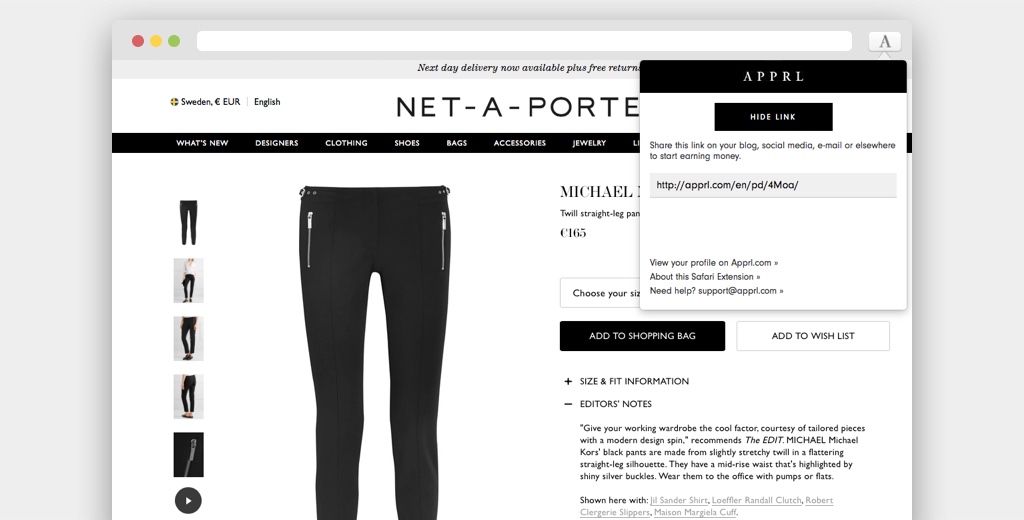 A
Next day delivery now available plus free returns
APPRL
HIDE LINK
Share this link on your blog, social media, e-mail or elsewhere
to start earning money.
http://apprl.com/en/pd/4Moa/
View your profile on Apprl.com »
About this Safari Extension »
Need help? support@apprl.com »
Sweden, € EUR | English
NET-A-PORTE
WHAT'S NEW DESIGNERS CLOTHING SHOES BAGS ACCESSORIES JEWELRY
MICHAEL
Twill straight-leg
€165
Choose your
ADD TO SHOPPING BAG ADD TO WISH LIST
+ SIZE & FIT INFORMATION
– EDITORS' NOTES
"Give your working wardrobe the cool factor, courtesy of tailored pieces
with a modern design spin," recommends The EDIT. MICHAEL Michael
Kors' black pants are made from slightly stretchy twill in a flattering
straight-leg silhouette. They have a mid-rise waist that's highlighted by
shiny silver buckles. Wear them to the office with pumps or flats.
Shown here with: Jil Sander Shirt, Loeffler Randall Clutch, Robert
Clergerie Slippers, Maison Margiela Cuff.